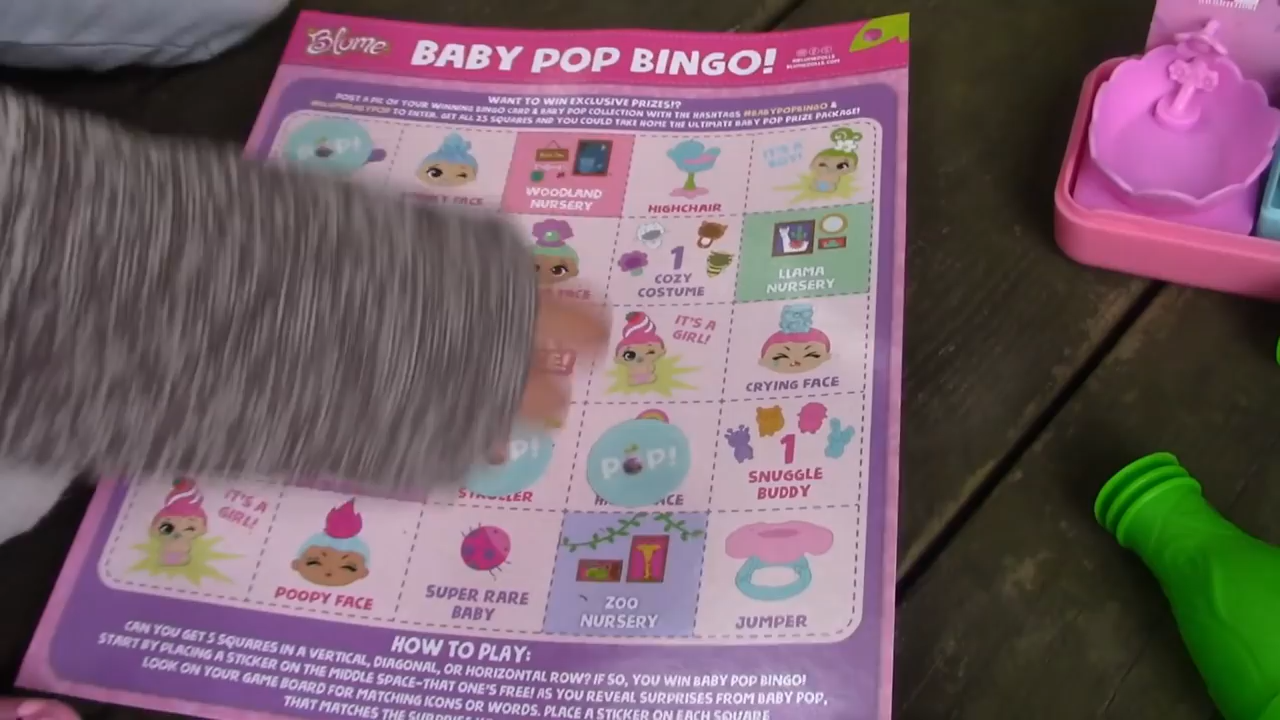 Blume
BABY POP BINGO!
WANT TO WIN EXCLUSIVE PRIZES!?
POST A PIC OF YOUR WINNING BINGO CARD & BABY POP COLLECTION WITH THE HASHTAGS #BABYPOPBINGO &
TO ENTER. GET ALL 25 SQUARES AND YOU COULD TAKE HOME THE ULTIMATE BABY POP PRIZE PACKAGE!
POP!
FACE
WOODLAND
NURSERY
HIGHCHAIR
IT'S A
BOY!
FACE
1
COZY
COSTUME
LLAMA
NURSERY
IT'S A
GIRL!
CRYING FACE
STROLLER
POP!
1
SNUGGLE
BUDDY
IT'S A
GIRL!
POOPY FACE
SUPER RARE
BABY
ZOO
NURSERY
JUMPER
HOW TO PLAY:
CAN YOU GET 5 SQUARES IN A VERTICAL, DIAGONAL, OR HORIZONTAL ROW? IF SO, YOU WIN BABY POP BINGO!
START BY PLACING A STICKER ON THE MIDDLE SPACE-THAT ONE'S FREE! AS YOU REVEAL SURPRISES FROM BABY POP,
LOOK ON YOUR GAME BOARD FOR MATCHING ICONS OR WORDS. PLACE A STICKER ON EACH SQUARE
THAT MATCHES THE